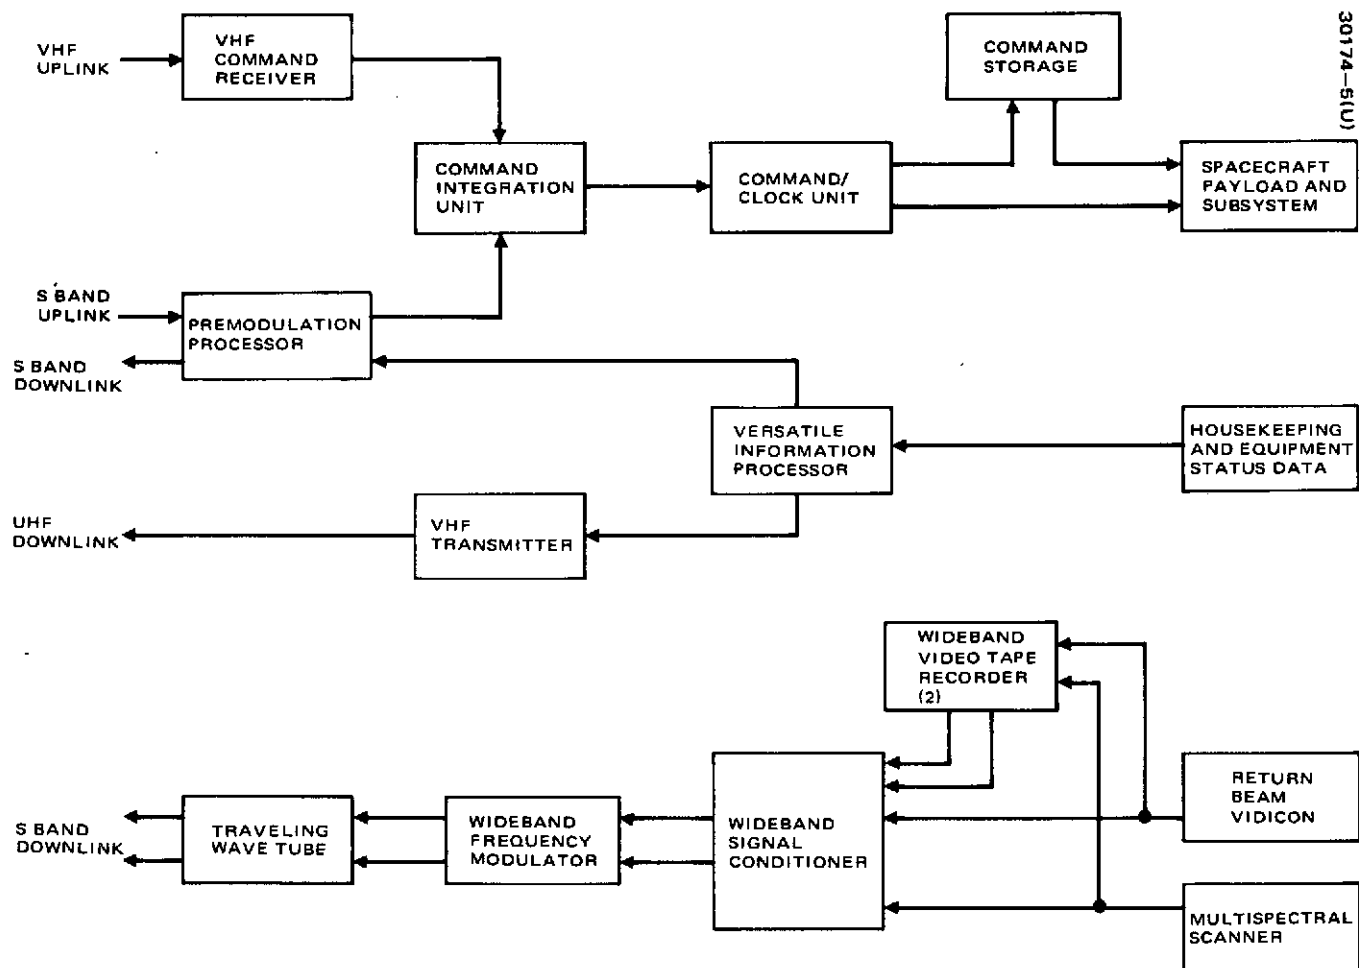 30174-5(U)
VHF
UPLINK
VHF
COMMAND
RECEIVER
COMMAND
STORAGE
COMMAND
INTEGRATION
UNIT
COMMAND/
CLOCK UNIT
SPACECRAFT
PAYLOAD AND
SUBSYSTEM
S BAND
UPLINK
PREMODULATION
PROCESSOR
S BAND
DOWNLINK
VERSATILE
INFORMATION
PROCESSOR
HOUSEKEEPING
AND EQUIPMENT
STATUS DATA
UHF
DOWNLINK
VHF
TRANSMITTER
WIDEBAND
VIDEO TAPE
RECORDER
(2)
RETURN
BEAM
VIDICON
S BAND
DOWNLINK
TRAVELING
WAVE TUBE
WIDEBAND
FREQUENCY
MODULATOR
WIDEBAND
SIGNAL
CONDITIONER
MULTISPECTRAL
SCANNER